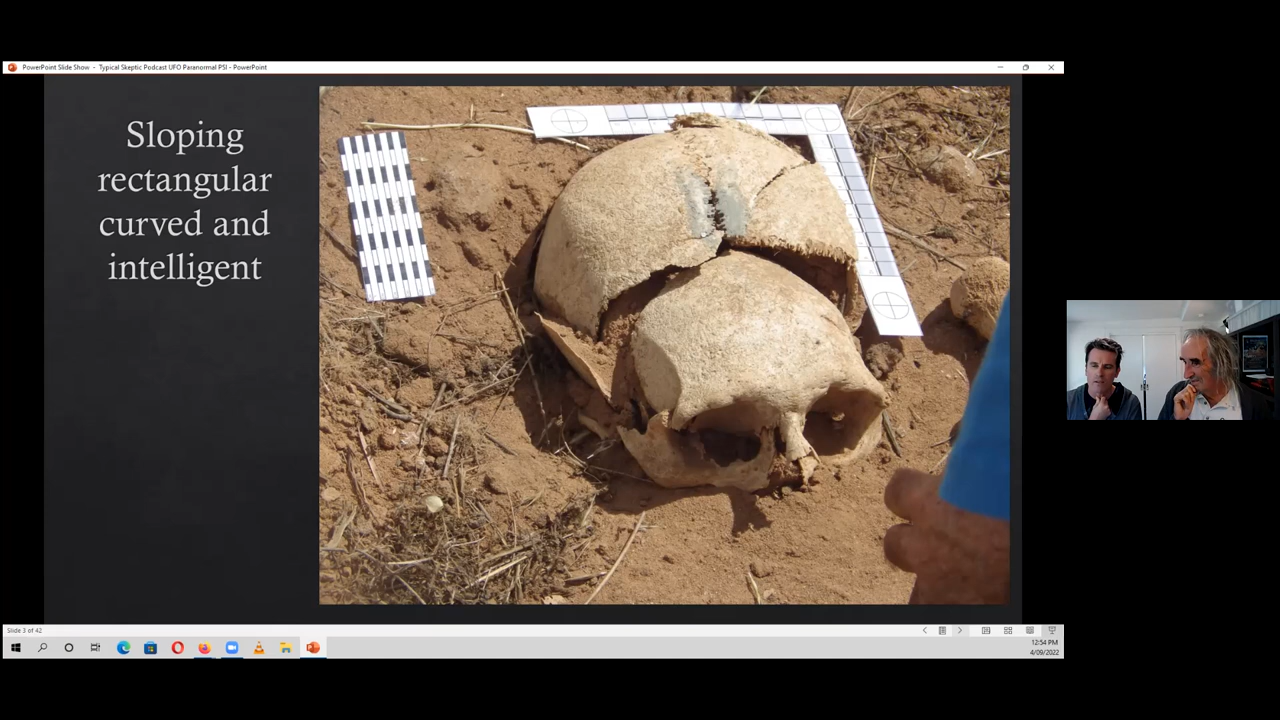 PowerPoint Slide Show - Typical Skeptic Podcast UFO Paranormal PSI - PowerPoint
Sloping
rectangular
curved and
intelligent
Slide 3 of 42
12:54 PM
4/09/2022